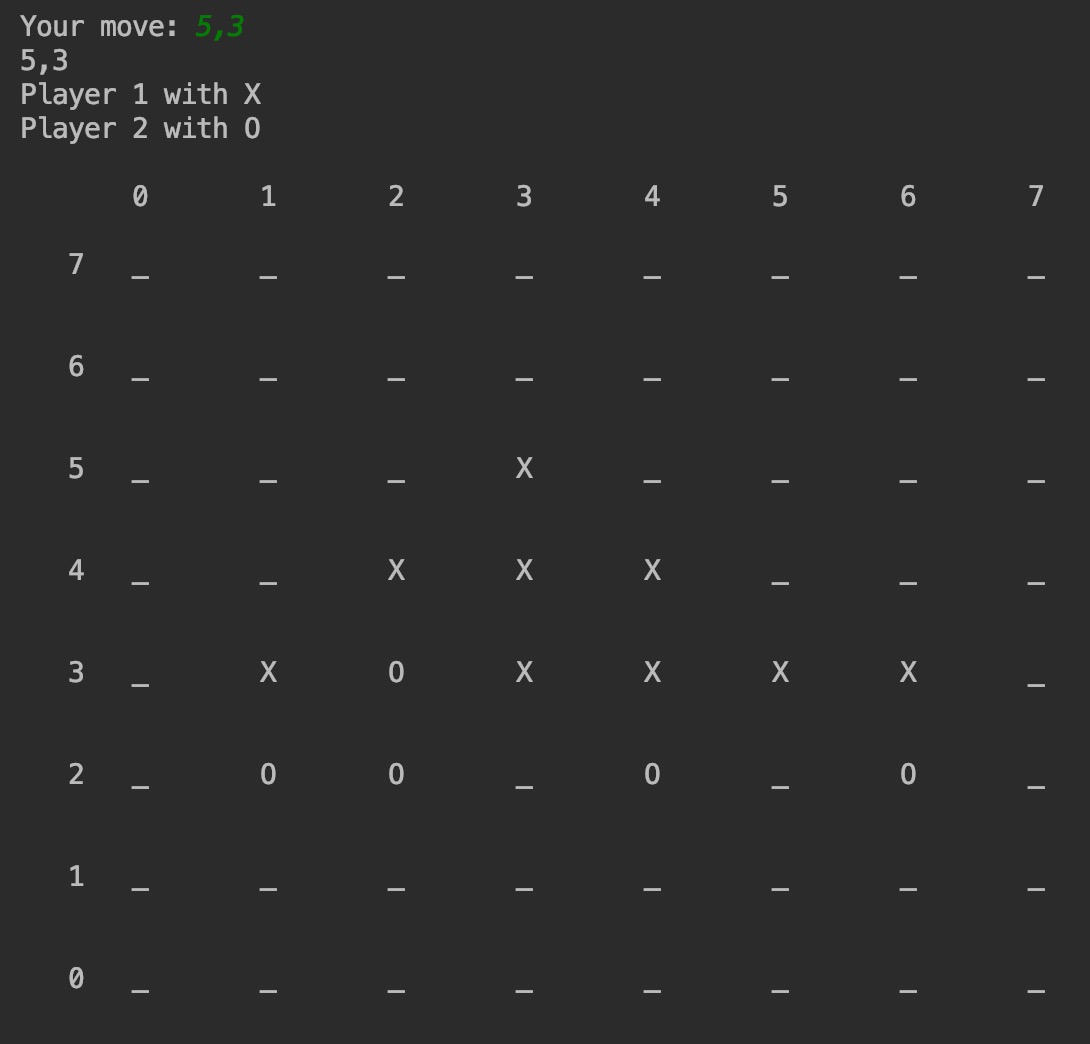 Your move: 5,3
5,3
Player 1 with X
Player 2 with O
0 1 2 3 4 5 6 7
7 _ _ _ _ _ _ _ _
6 _ _ _ _ _ _ _ _
5 _ _ _ X _ _ _ _
4 _ _ X X X _ _ _
3 _ X O X X X X _
2 _ O O _ O _ O _
1 _ _ _ _ _ _ _ _
0 _ _ _ _ _ _ _ _